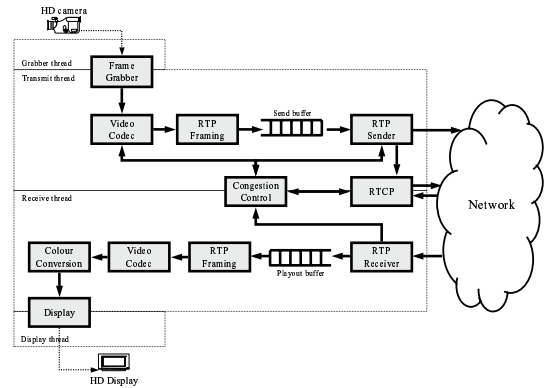 HD camera
Grabber thread
Transmit thread
Frame
Grabber
Video
Codec
RTP
Framing
Send buffer
RTP
Sender
Receive thread
Congestion
Control
RTCP
Network
Colour
Conversion
Video
Codec
RTP
Framing
Playout buffer
RTP
Receiver
Display
Display thread
HD Display